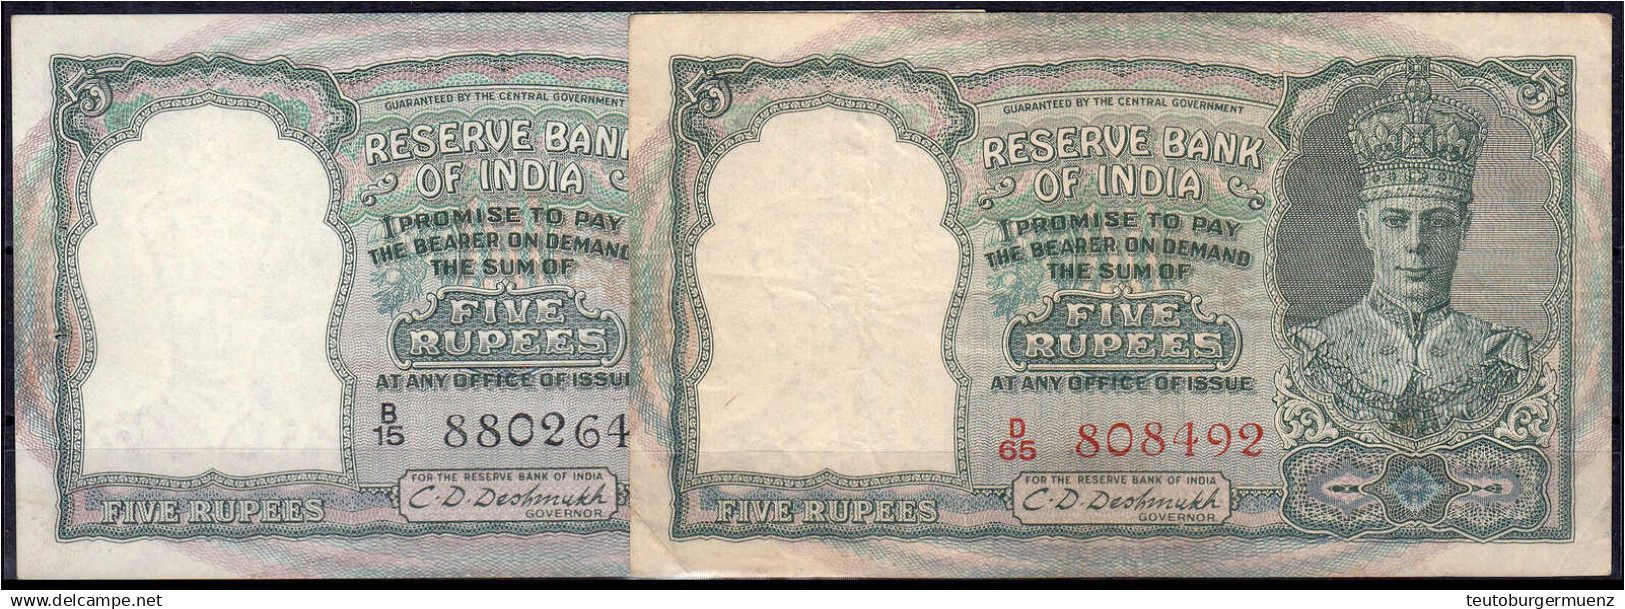 5
GUARANTEED BY THE CENTRAL GOVERNMENT
RESERVE BANK
OF INDIA
I PROMISE TO PAY
THE BEARER ON DEMAND
THE SUM OF
FIVE
RUPEES
AT ANY OFFICE OF ISSUE
B/15 880264
FOR THE RESERVE BANK OF INDIA
C. D. Deshmukh
GOVERNOR
FIVE RUPEES
5
5
GUARANTEED BY THE CENTRAL GOVERNMENT
RESERVE BANK
OF INDIA
I PROMISE TO PAY
THE BEARER ON DEMAND
THE SUM OF
FIVE
RUPEES
AT ANY OFFICE OF ISSUE
D/65 808492
FOR THE RESERVE BANK OF INDIA
C. D. Deshmukh
GOVERNOR.
FIVE RUPEES
www.delcampe.net
teutoburgermuenz